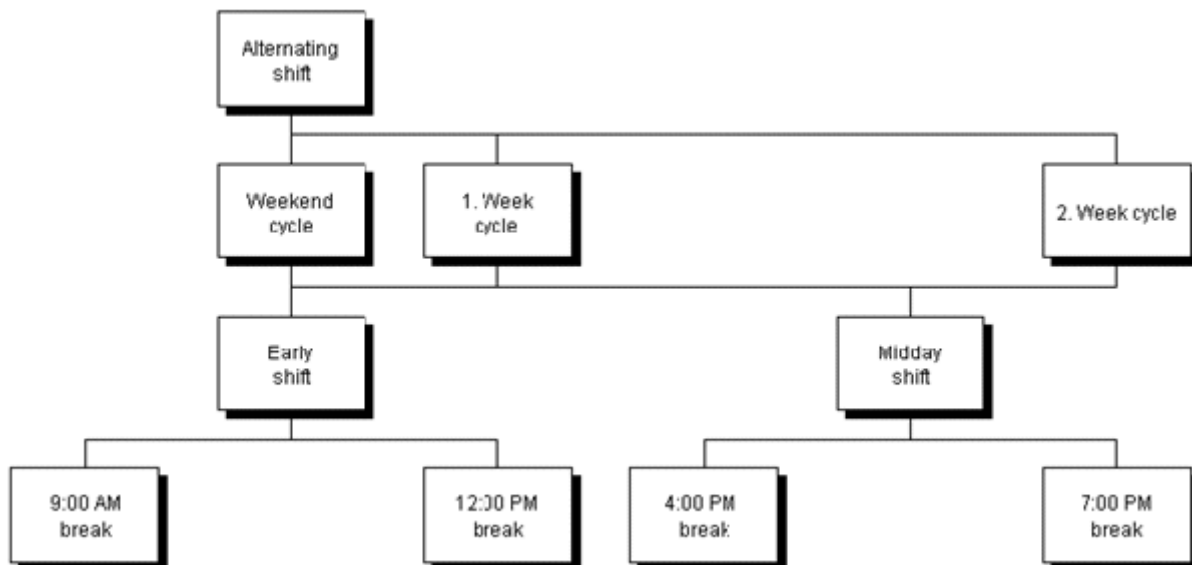 Alternating
shift
Weekend
cycle
1. Week
cycle
2. Week cycle
Early
shift
Midday
shift
9:00 AM
break
12:00 PM
break
4:00 PM
break
7:00 PM
break